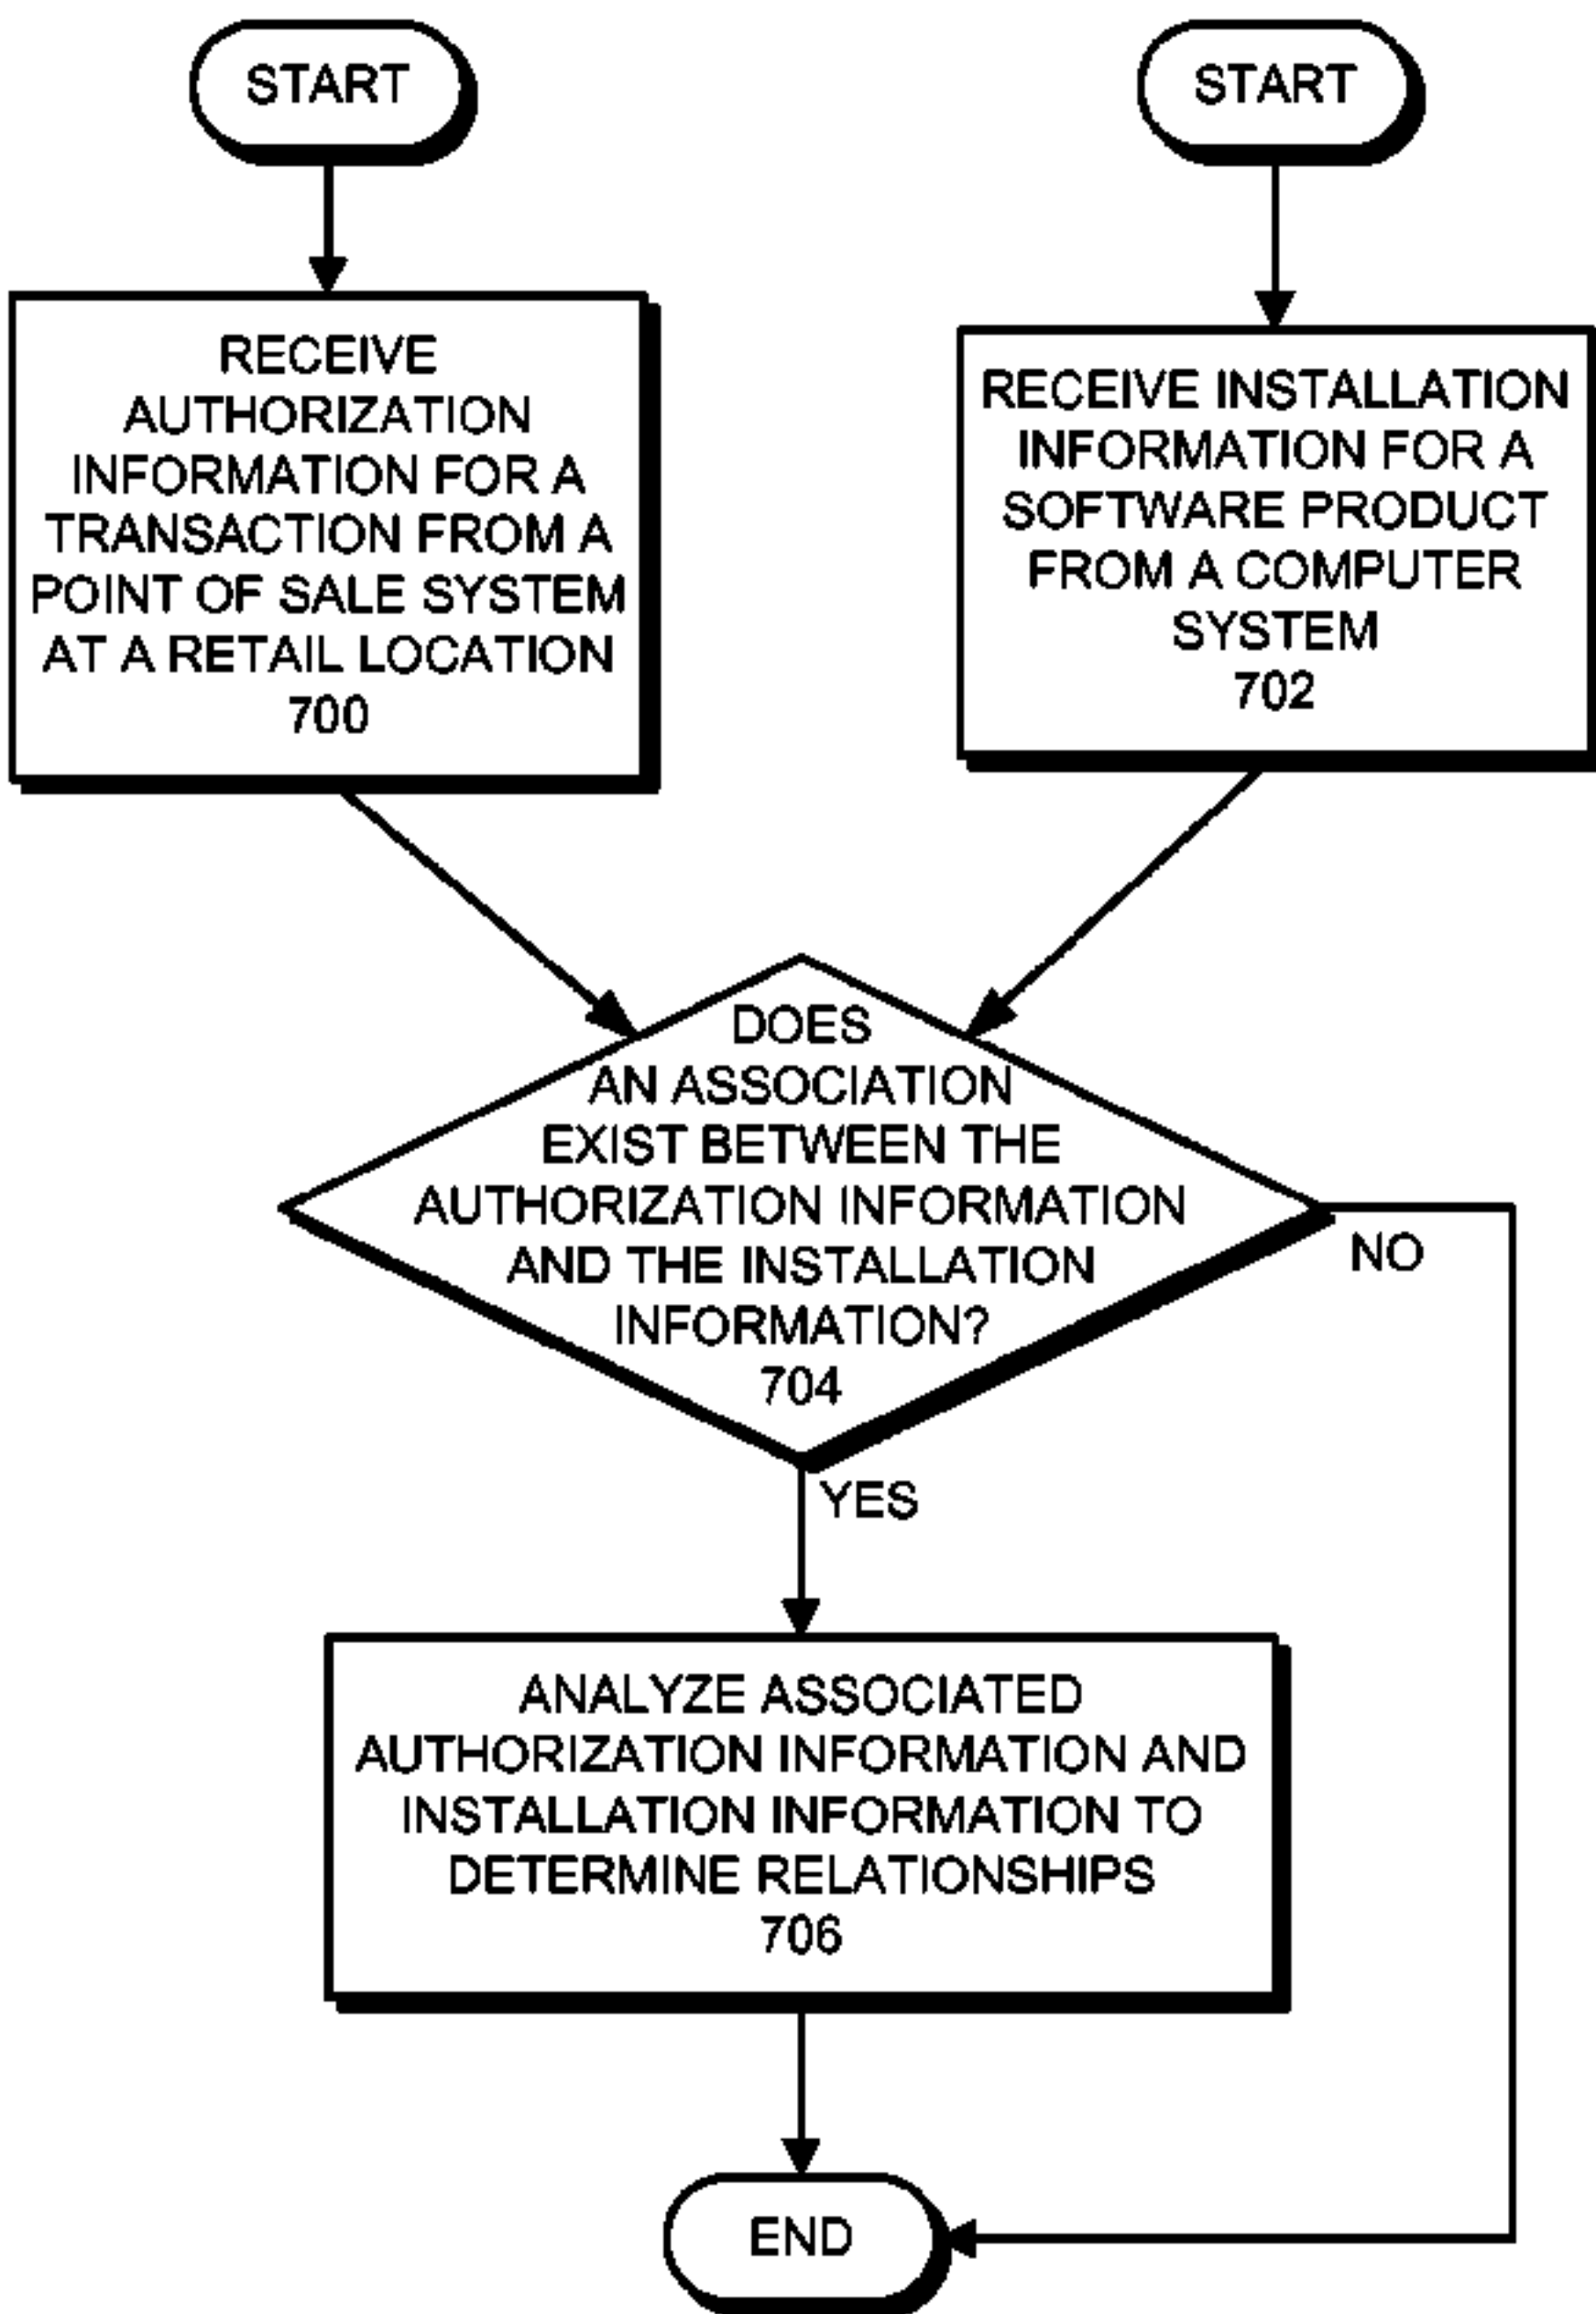 START
RECEIVE
AUTHORIZATION
INFORMATION FOR A
TRANSACTION FROM A
POINT OF SALE SYSTEM
AT A RETAIL LOCATION
700
START
RECEIVE INSTALLATION
INFORMATION FOR A
SOFTWARE PRODUCT
FROM A COMPUTER
SYSTEM
702
DOES
AN ASSOCIATION
EXIST BETWEEN THE
AUTHORIZATION INFORMATION
AND THE INSTALLATION
INFORMATION?
704
NO
YES
ANALYZE ASSOCIATED
AUTHORIZATION INFORMATION AND
INSTALLATION INFORMATION TO
DETERMINE RELATIONSHIPS
706
END